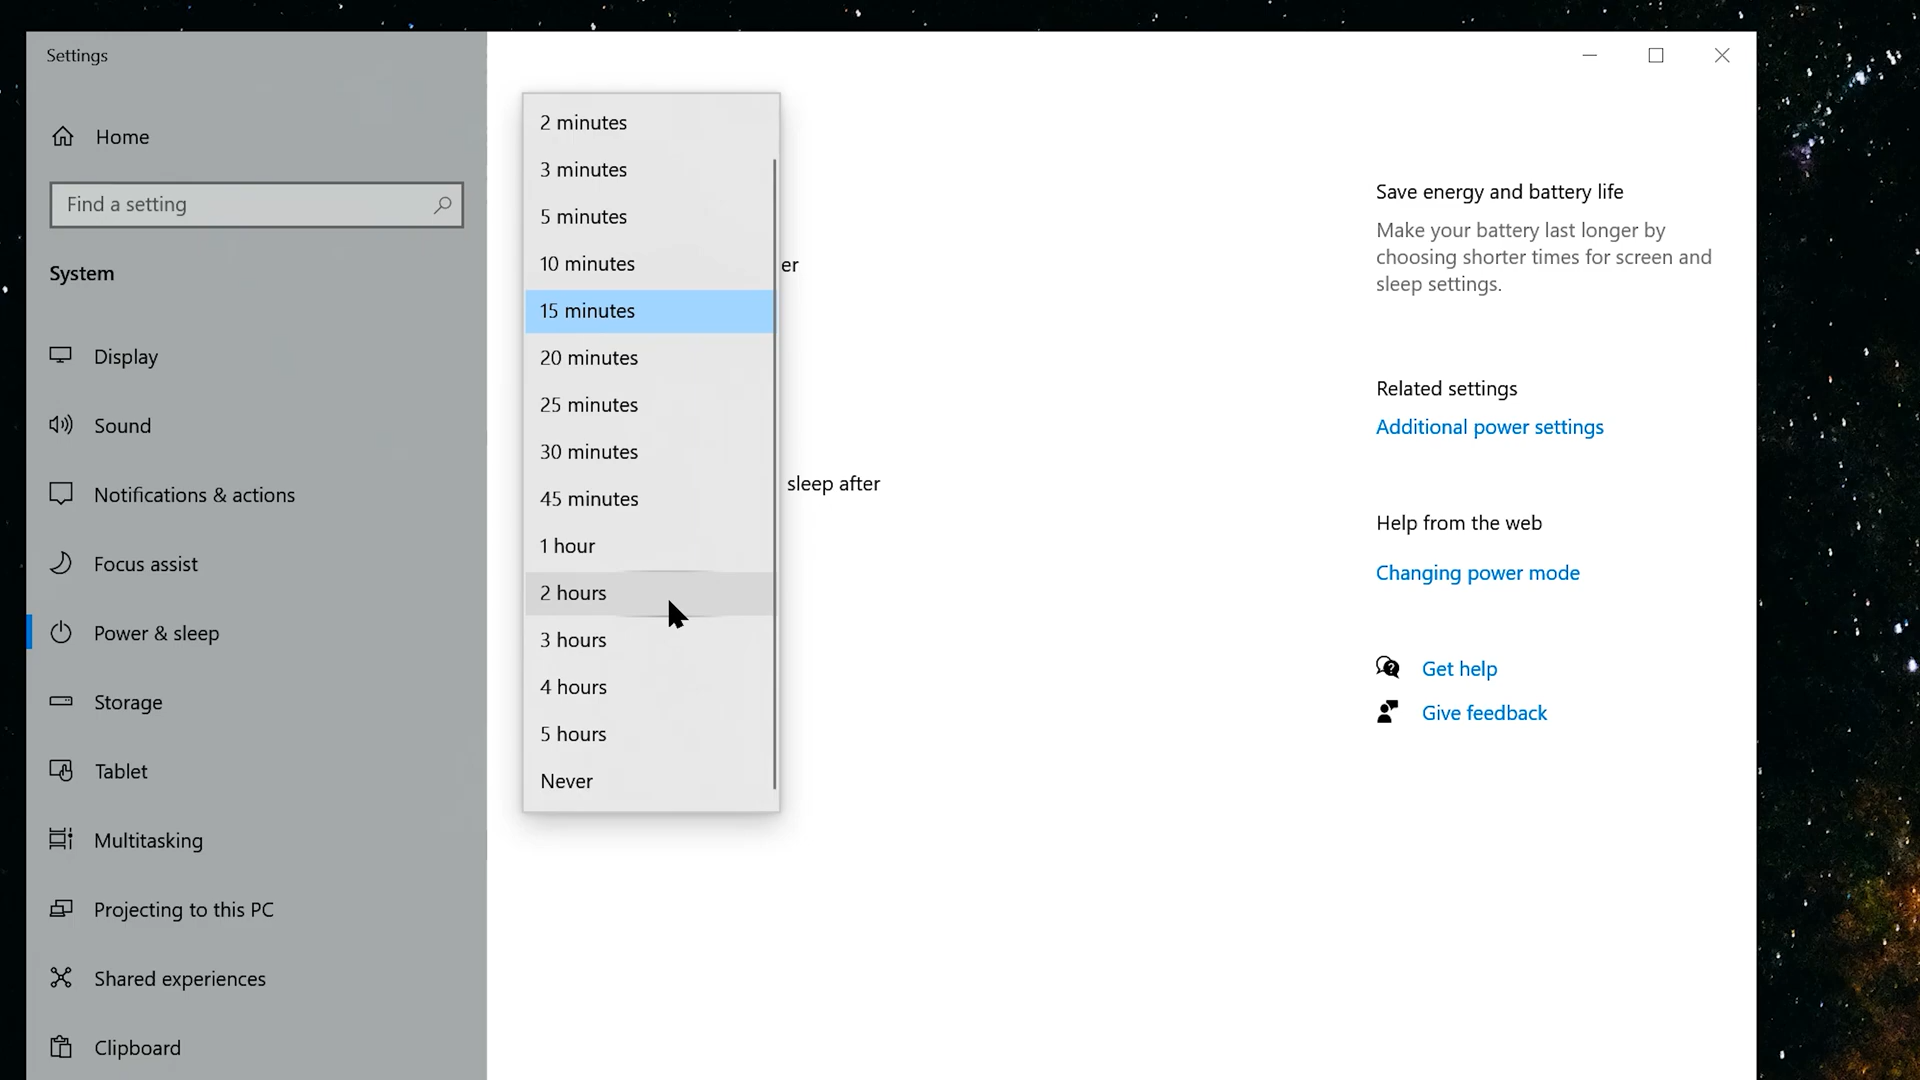 Settings
Home
Find a setting
System
Display
Sound
Notifications & actions
Focus assist
Power & sleep
Storage
Tablet
Multitasking
Projecting to this PC
Shared experiences
Clipboard
2 minutes
3 minutes
5 minutes
10 minutes
15 minutes
20 minutes
25 minutes
30 minutes
45 minutes
1 hour
2 hours
3 hours
4 hours
5 hours
Never
er
sleep after
Save energy and battery life
Make your battery last longer by
choosing shorter times for screen and
sleep settings.
Related settings
Additional power settings
Help from the web
Changing power mode
Get help
Give feedback